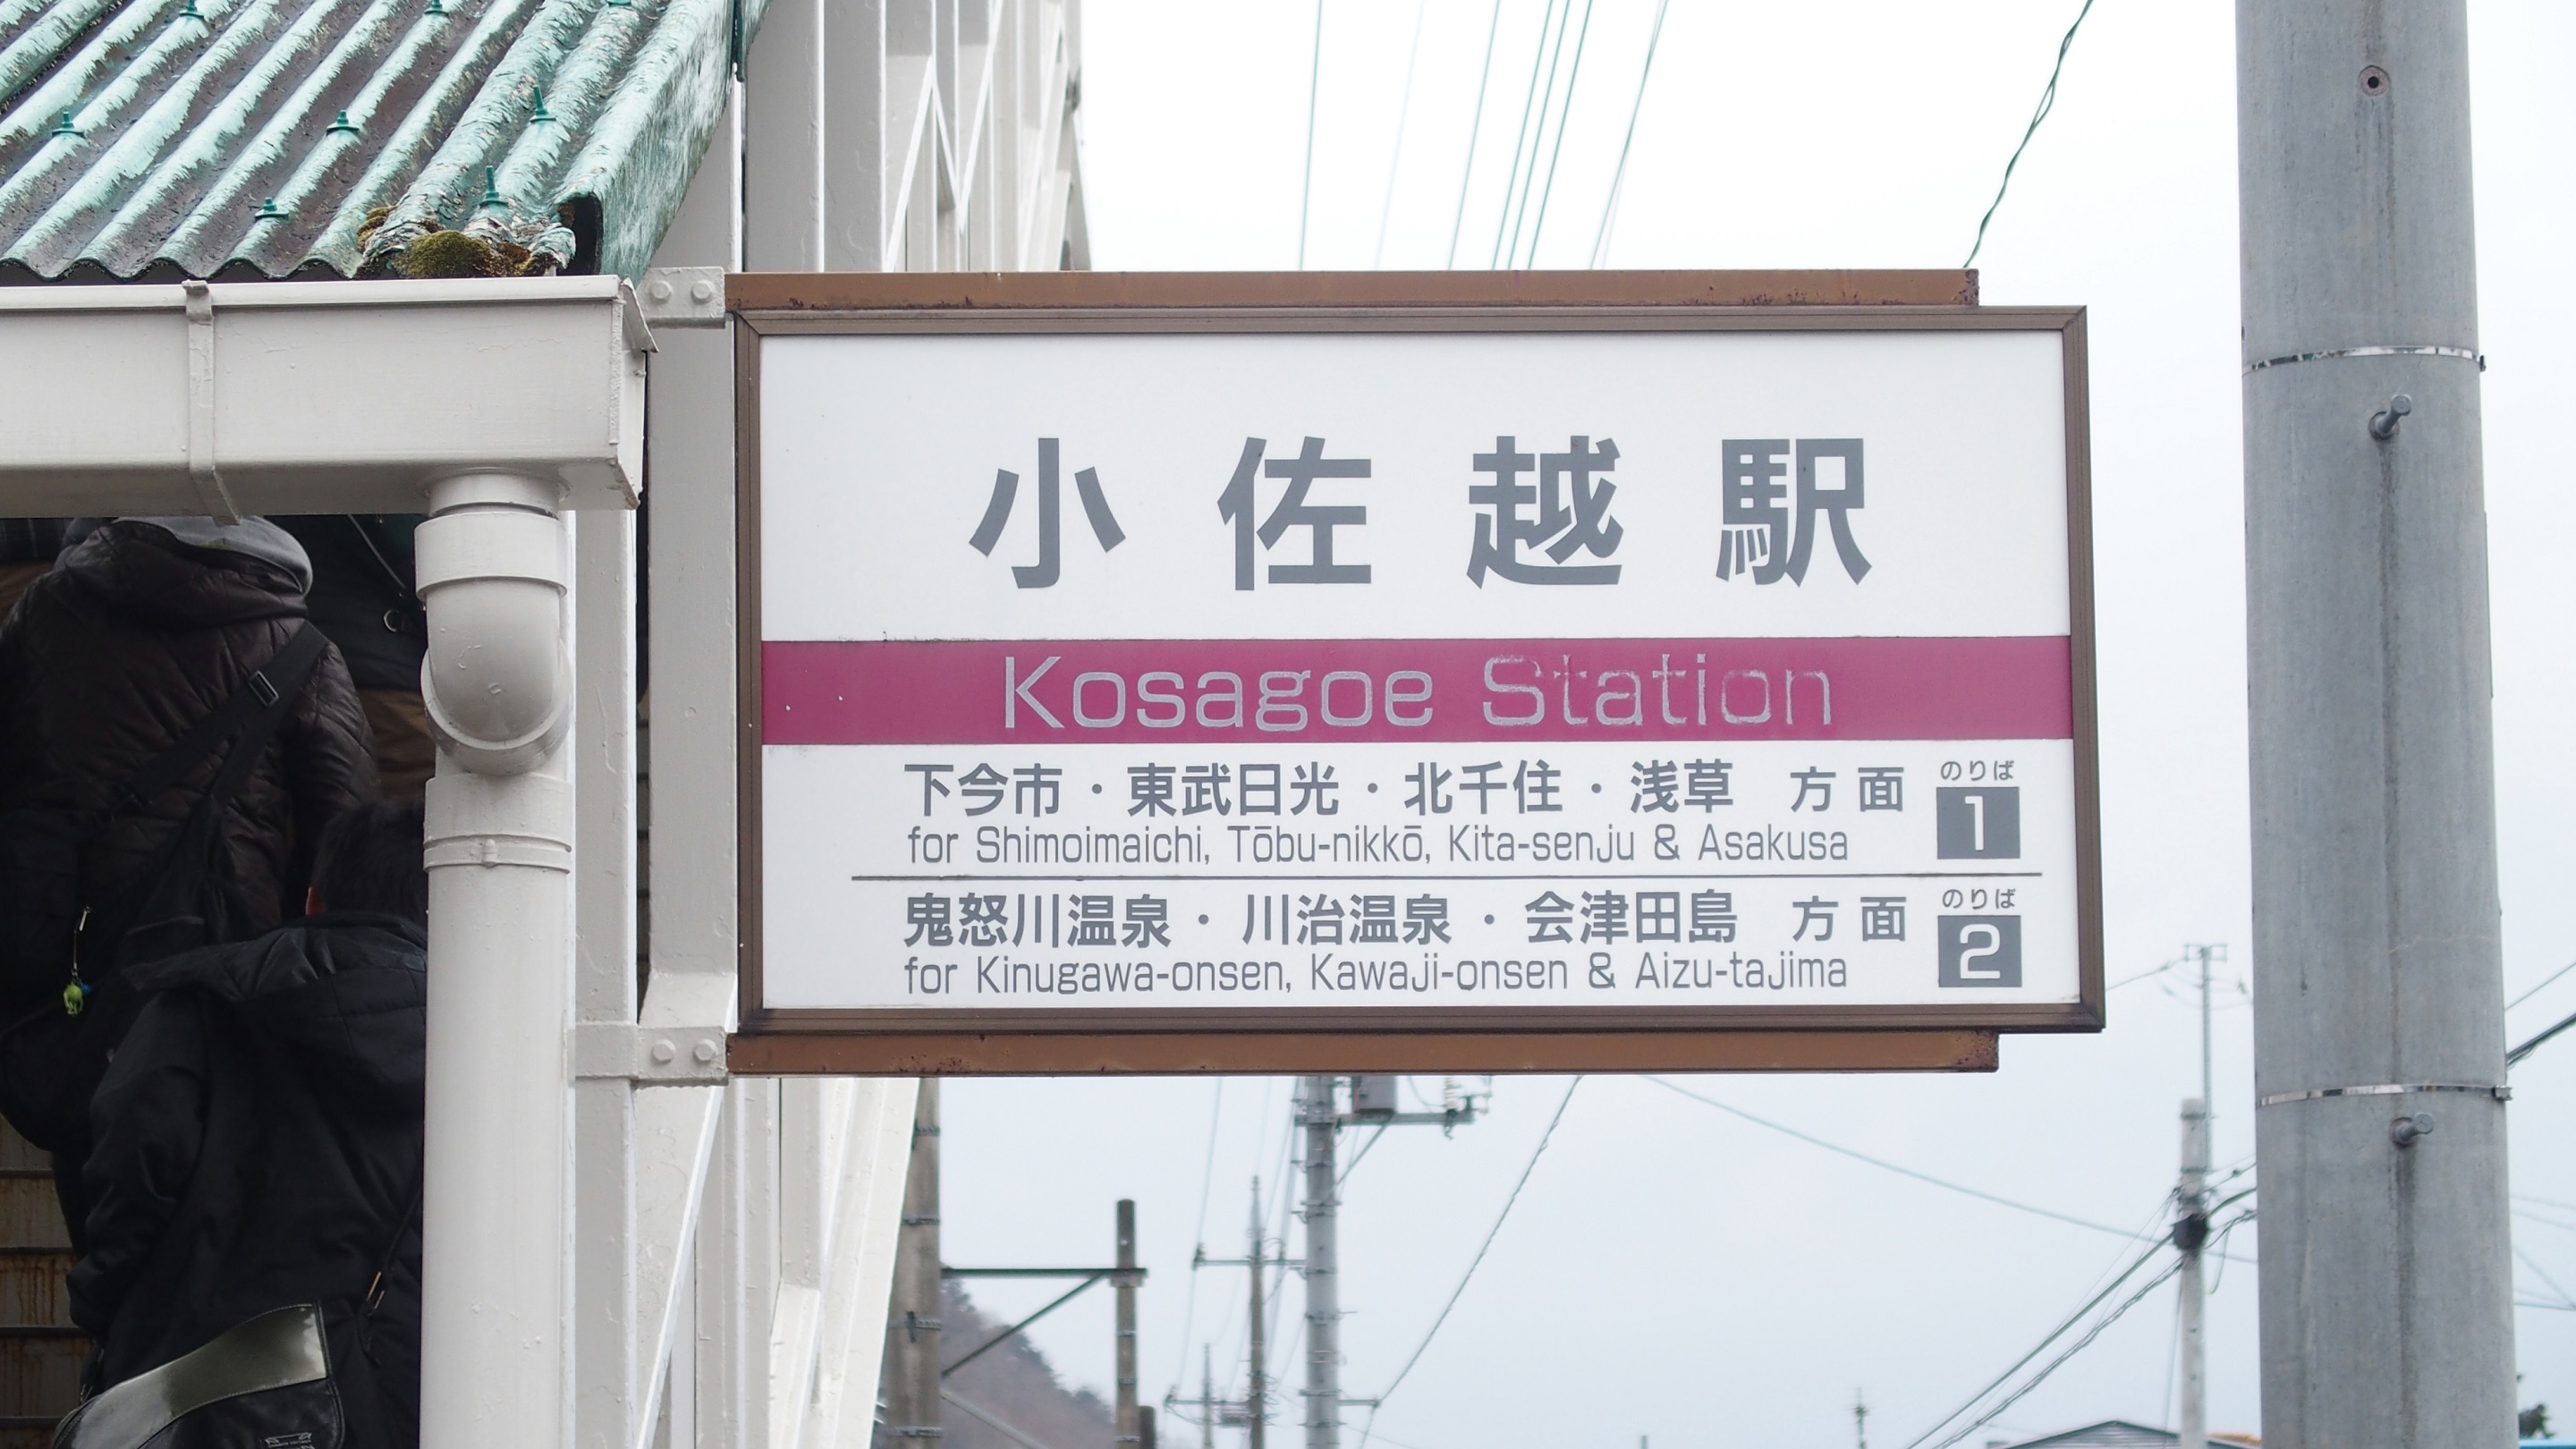 小佐越駅
Kosagoe Station
下今市・東武日光・北千住・浅草 方面 のりば 1
for Shimoimaichi, Tōbu-nikkō, Kita-senju & Asakusa
鬼怒川温泉・川治温泉・会津田島 方面 のりば 2
for Kinugawa-onsen, Kawaji-onsen & Aizu-tajima